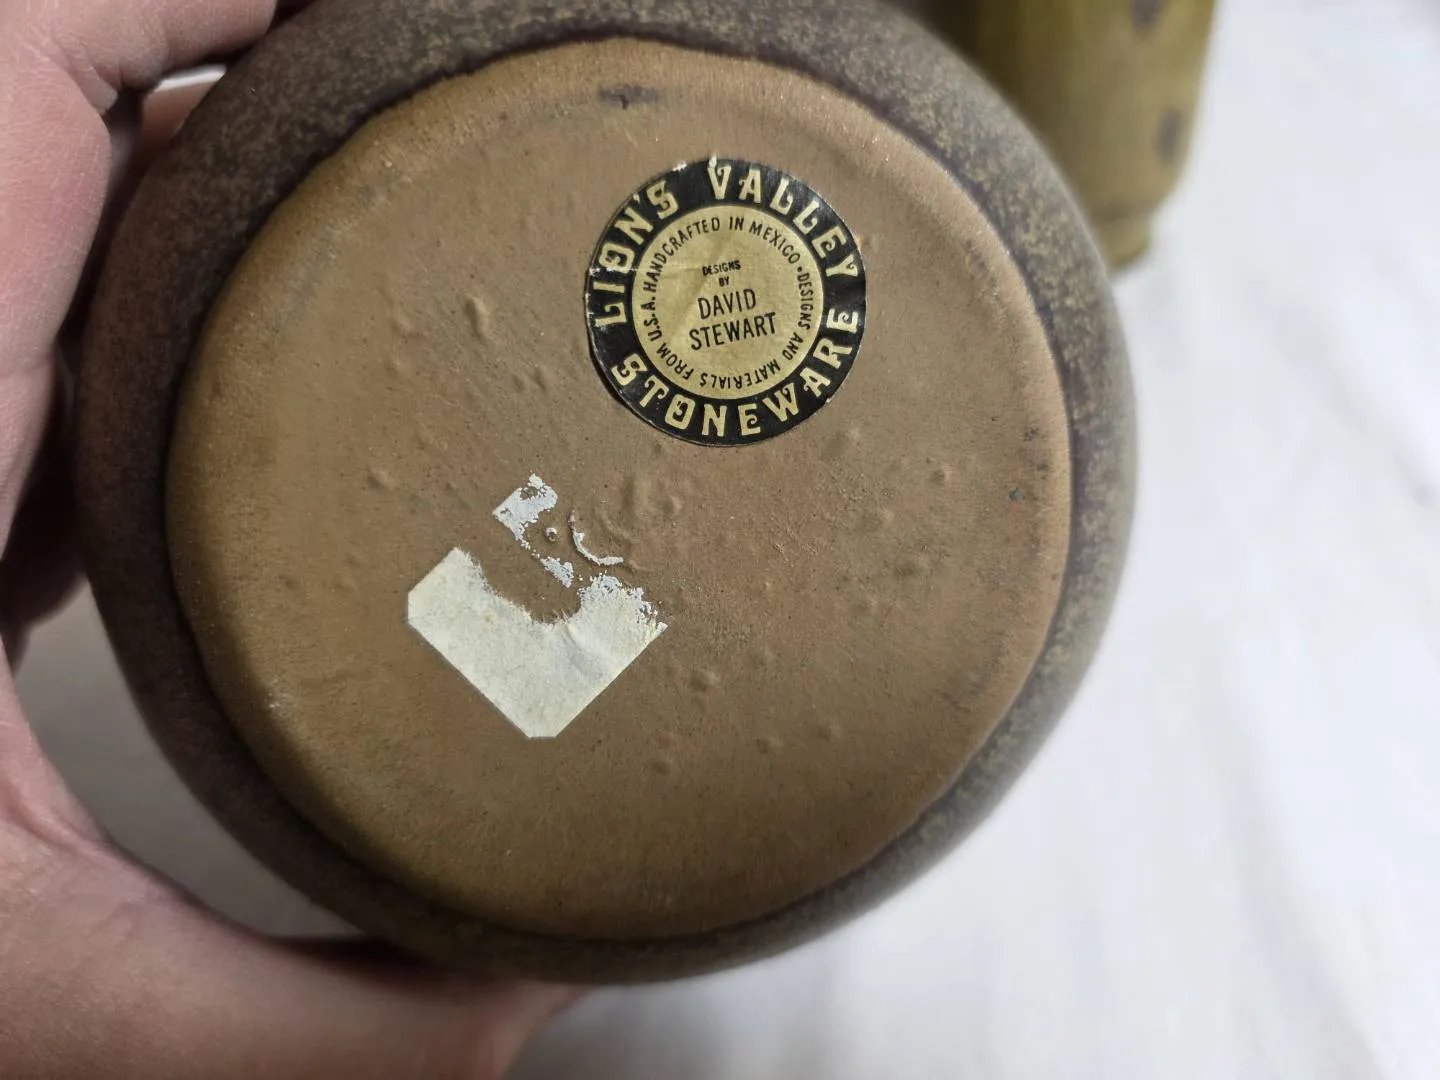 LION'S VALLEY
STONEWARE
HANDCRAFTED IN MEXICO • DESIGNS AND MATERIALS FROM U.S.A.
DESIGNS
BY
DAVID
STEWART